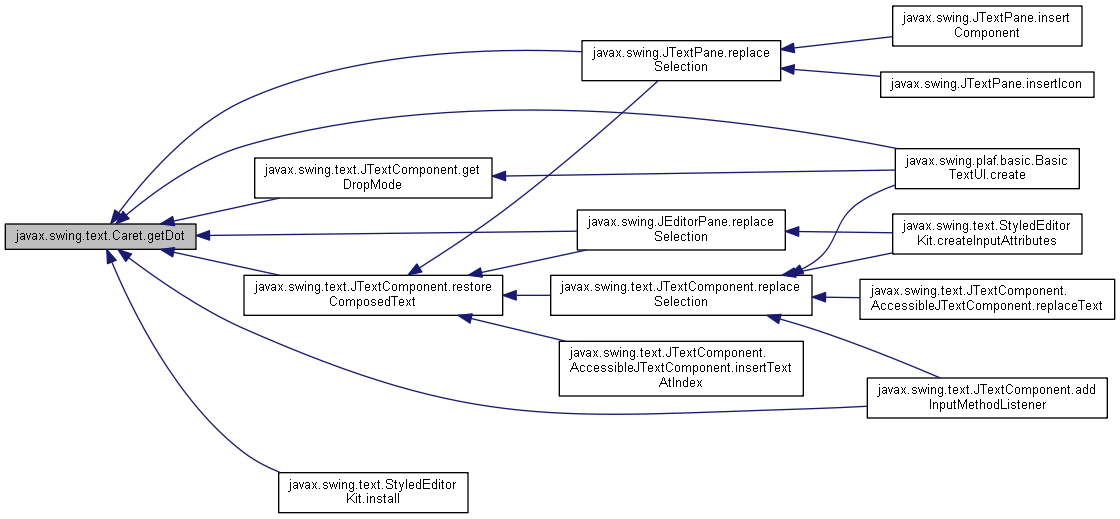 javax.swing.text.Caret.getDot
javax.swing.JTextPane.replace
Selection
javax.swing.text.JTextComponent.get
DropMode
javax.swing.JEditorPane.replace
Selection
javax.swing.text.JTextComponent.restore
ComposedText
javax.swing.text.JTextComponent.replace
Selection
javax.swing.text.JTextComponent.
AccessibleJTextComponent.insertText
AtIndex
javax.swing.text.StyledEditor
Kit.install
javax.swing.JTextPane.insert
Component
javax.swing.JTextPane.insertIcon
javax.swing.plaf.basic.Basic
TextUI.create
javax.swing.text.StyledEditor
Kit.createInputAttributes
javax.swing.text.JTextComponent.
AccessibleJTextComponent.replaceText
javax.swing.text.JTextComponent.add
InputMethodListener